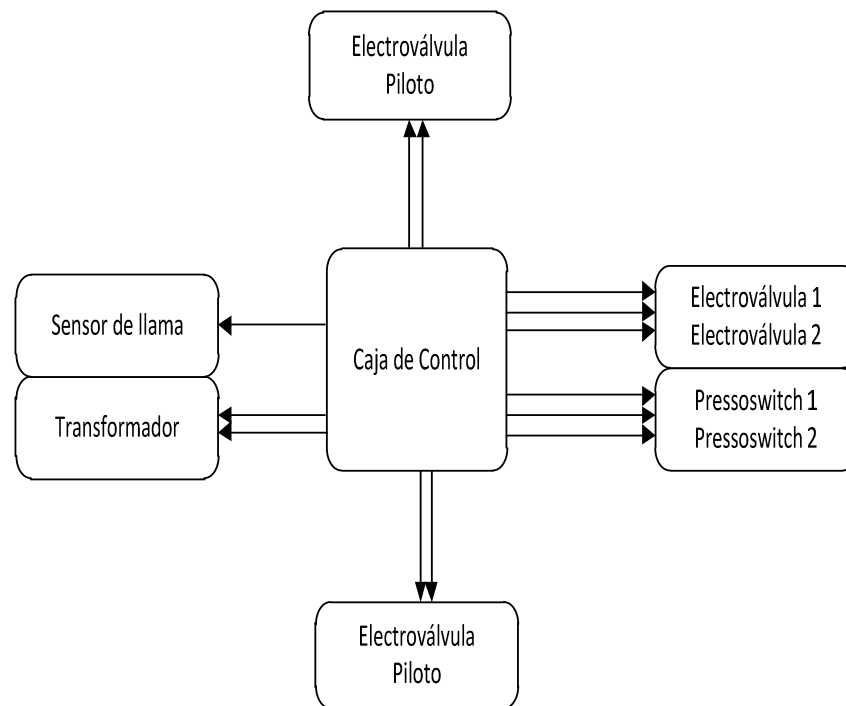 Electroválvula
Piloto
Sensor de llama
Transformador
Caja de Control
Electroválvula 1
Electroválvula 2
Pressoswitch 1
Pressoswitch 2
Electroválvula
Piloto